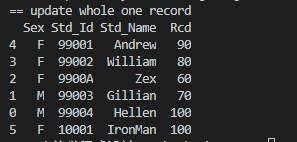 == update whole one record
Sex Std_Id Std_Name Rcd
4 F 99001 Andrew 90
3 F 99002 William 80
2 F 9900A Zex 60
1 M 99003 Gillian 70
0 M 99004 Hellen 100
5 F 10001 IronMan 100